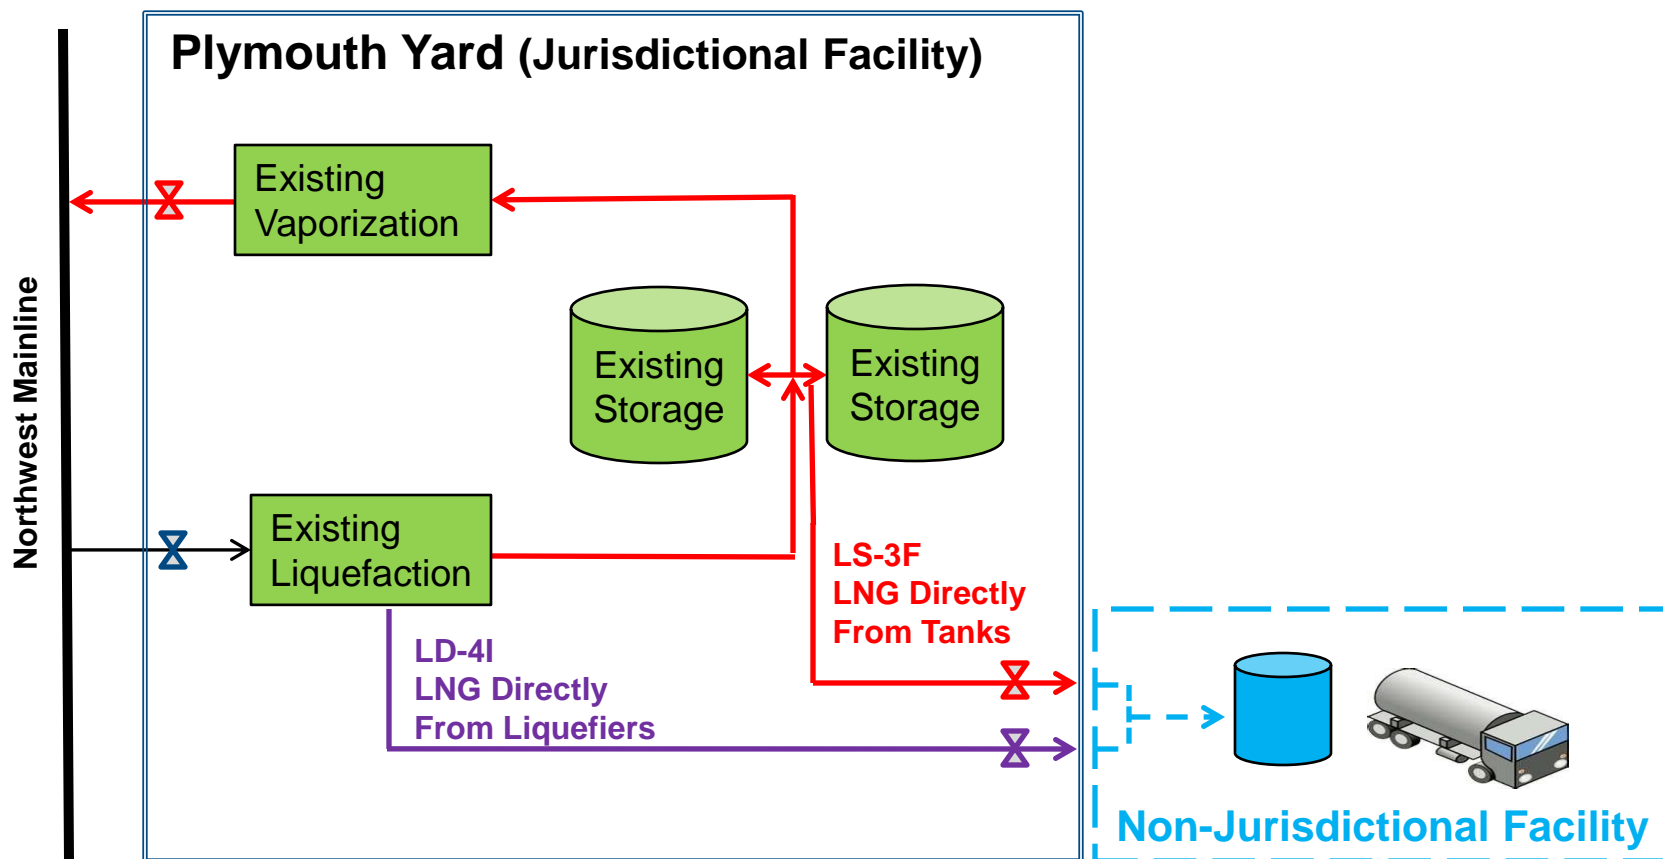 Plymouth Yard (Jurisdictional Facility)
Northwest Mainline
Existing
Vaporization
Existing
Storage
Existing
Storage
Existing
Liquefaction
LS-3F
LNG Directly
From Tanks
LD-4I
LNG Directly
From Liquefiers
Non-Jurisdictional Facility